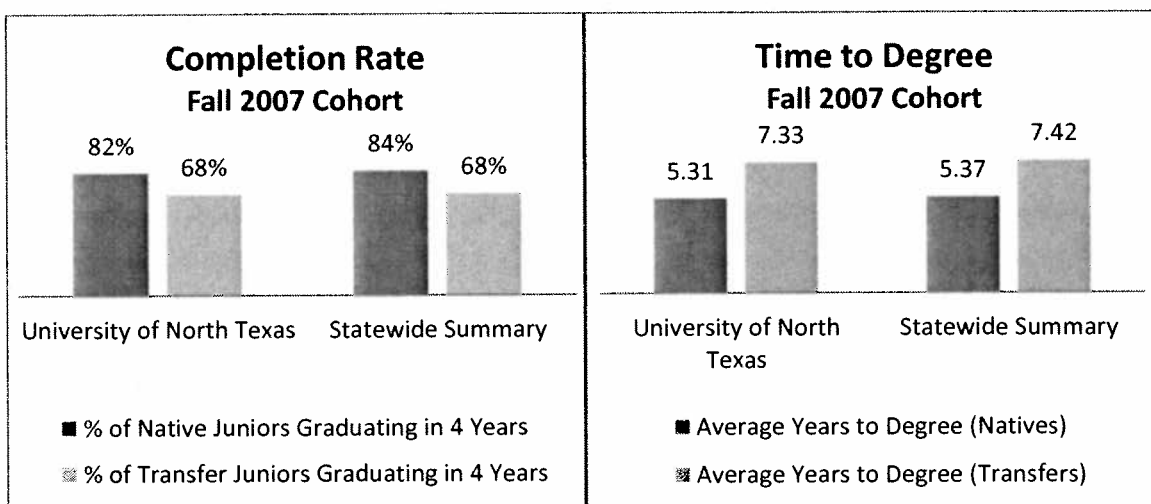 Completion Rate
Fall 2007 Cohort
82%
68%
84%
68%
University of North Texas
Statewide Summary
■ % of Native Juniors Graduating in 4 Years
■ % of Transfer Juniors Graduating in 4 Years
Time to Degree
Fall 2007 Cohort
5.31
7.33
5.37
7.42
University of North
Texas
Statewide Summary
■ Average Years to Degree (Natives)
■ Average Years to Degree (Transfers)